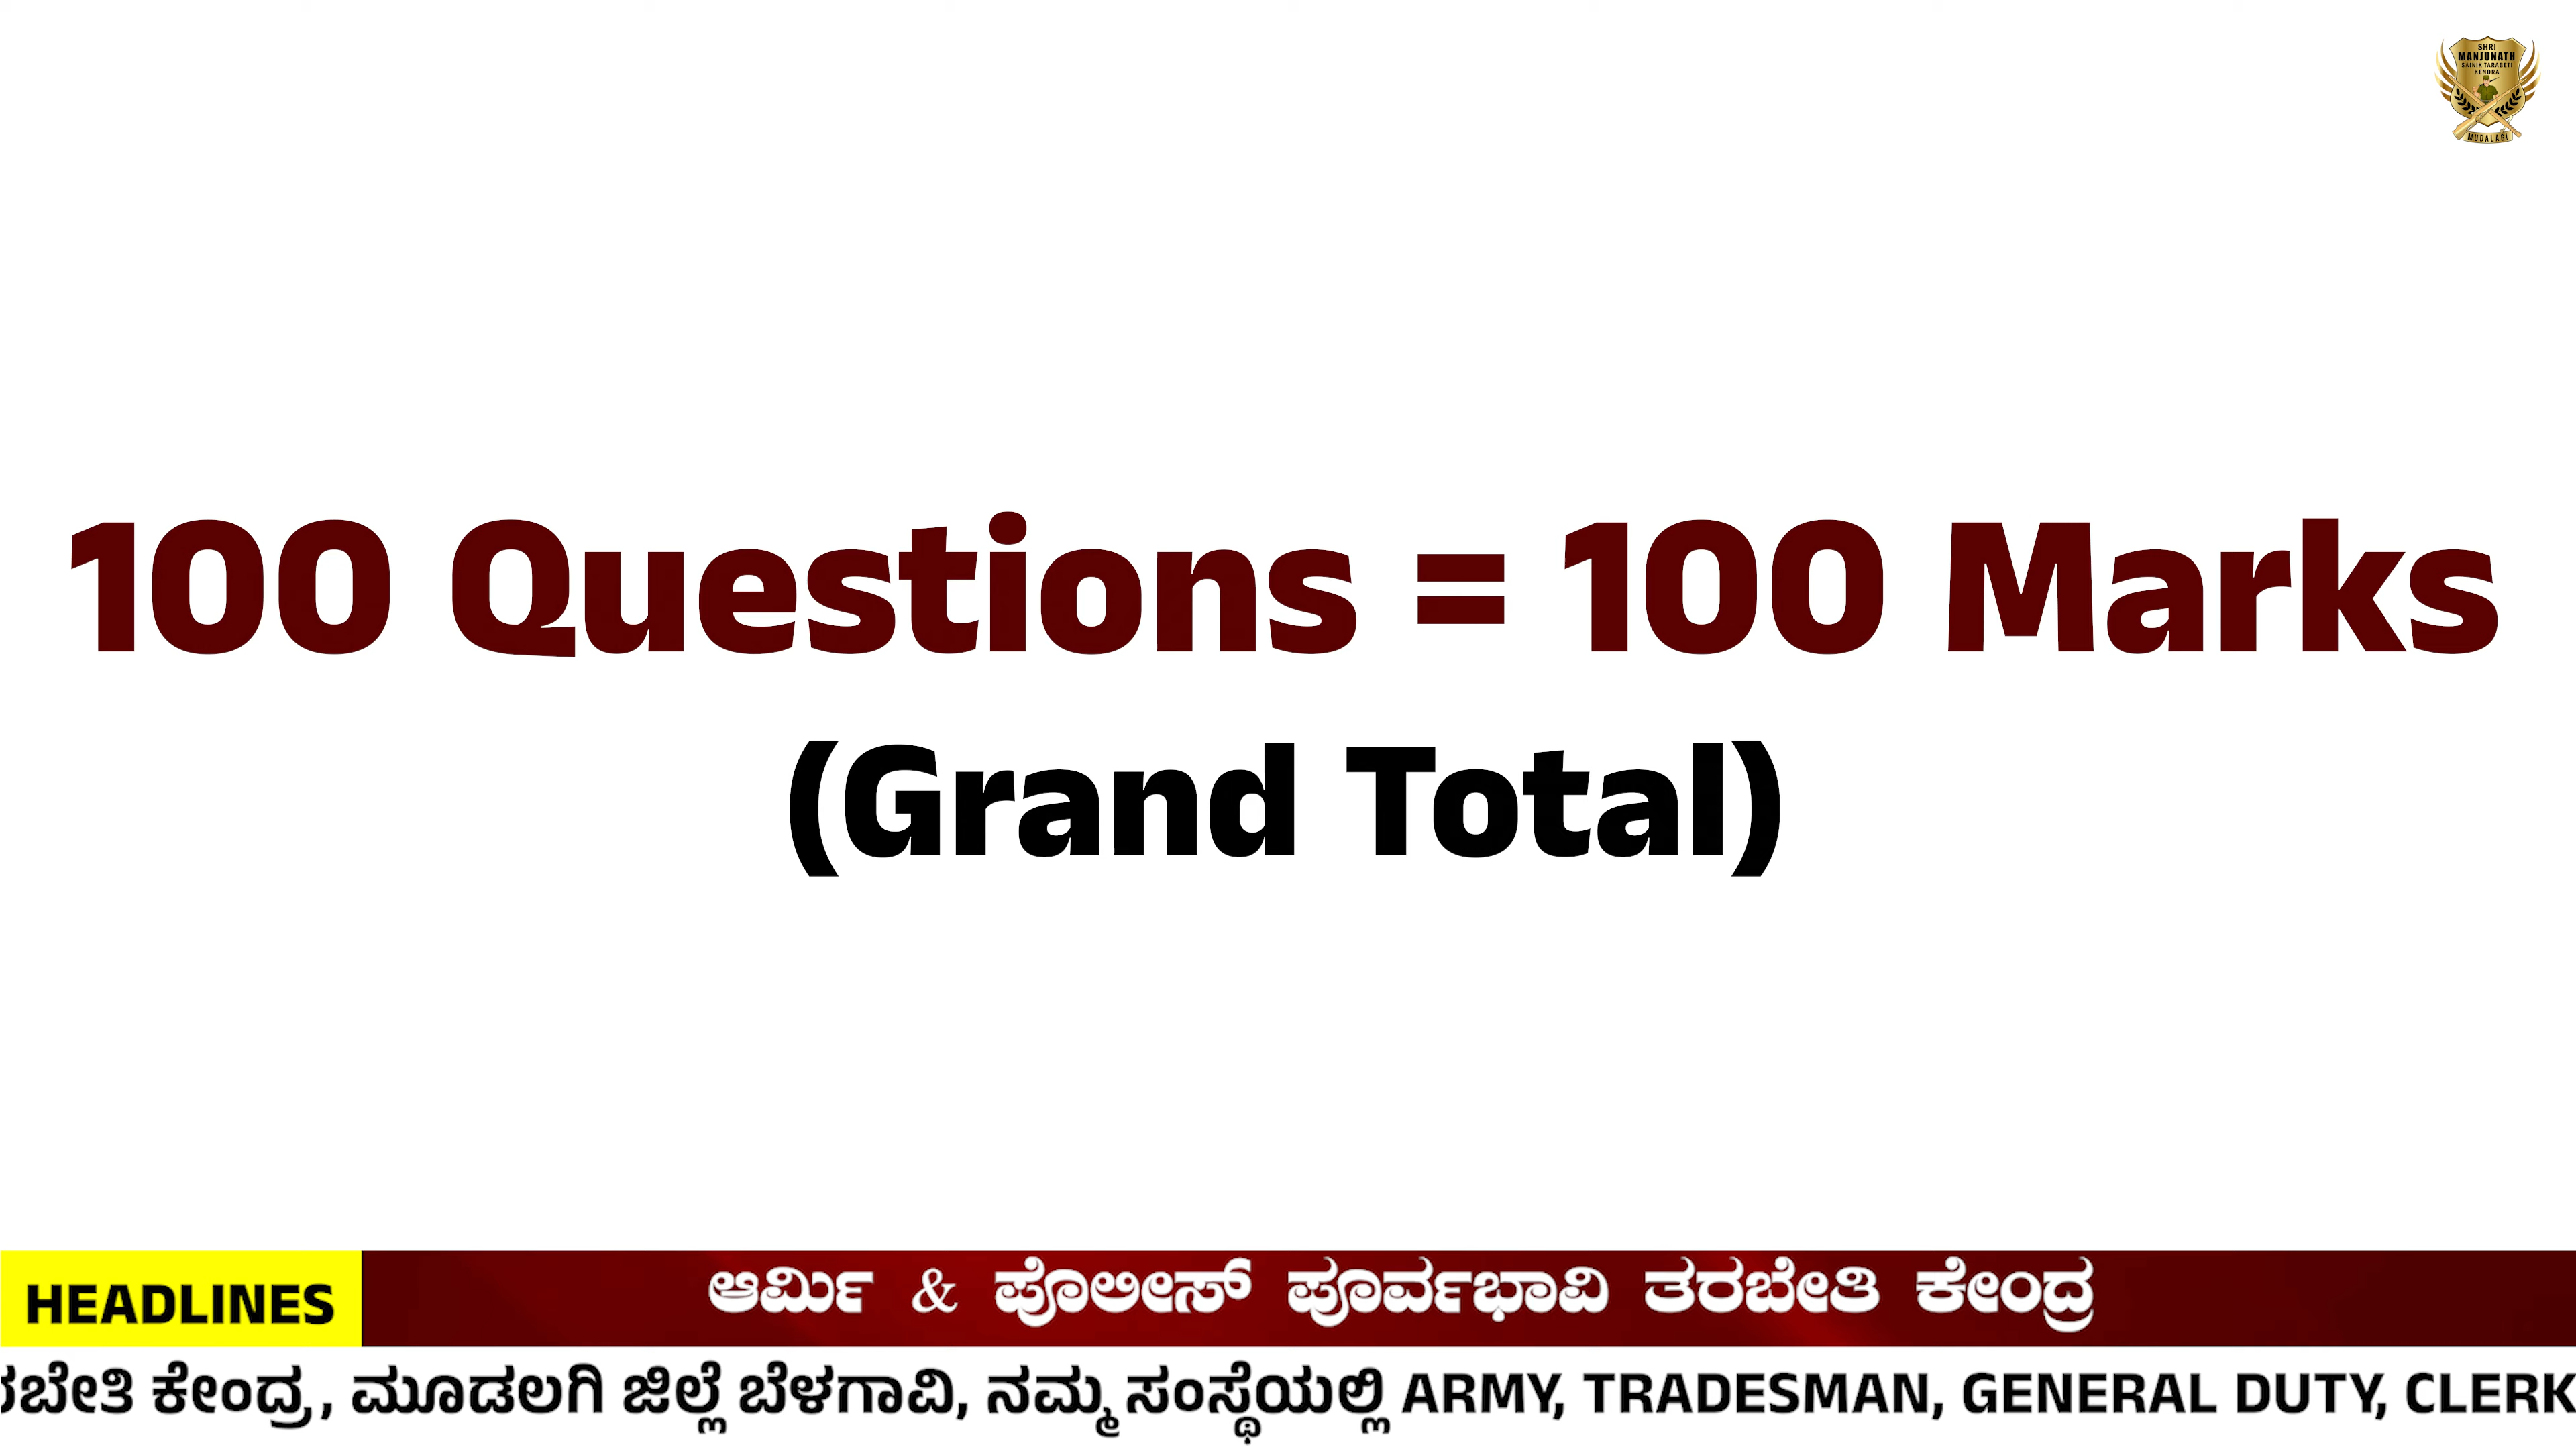 SHRI
MANJUNATH
SAINIK TARABETI
KENDRA
MUDALAGI
100 Questions = 100 Marks
(Grand Total)
HEADLINES
ಆರ್ಮಿ & ಪೊಲೀಸ್ ಪೂರ್ವಭಾವಿ ತರಬೇತಿ ಕೇಂದ್ರ
ರಬೇತಿ ಕೇಂದ್ರ, ಮೂಡಲಗಿ ಜಿಲ್ಲೆ ಬೆಳಗಾವಿ, ನಮ್ಮ ಸಂಸ್ಥೆಯಲ್ಲಿ ARMY, TRADESMAN, GENERAL DUTY, CLERK